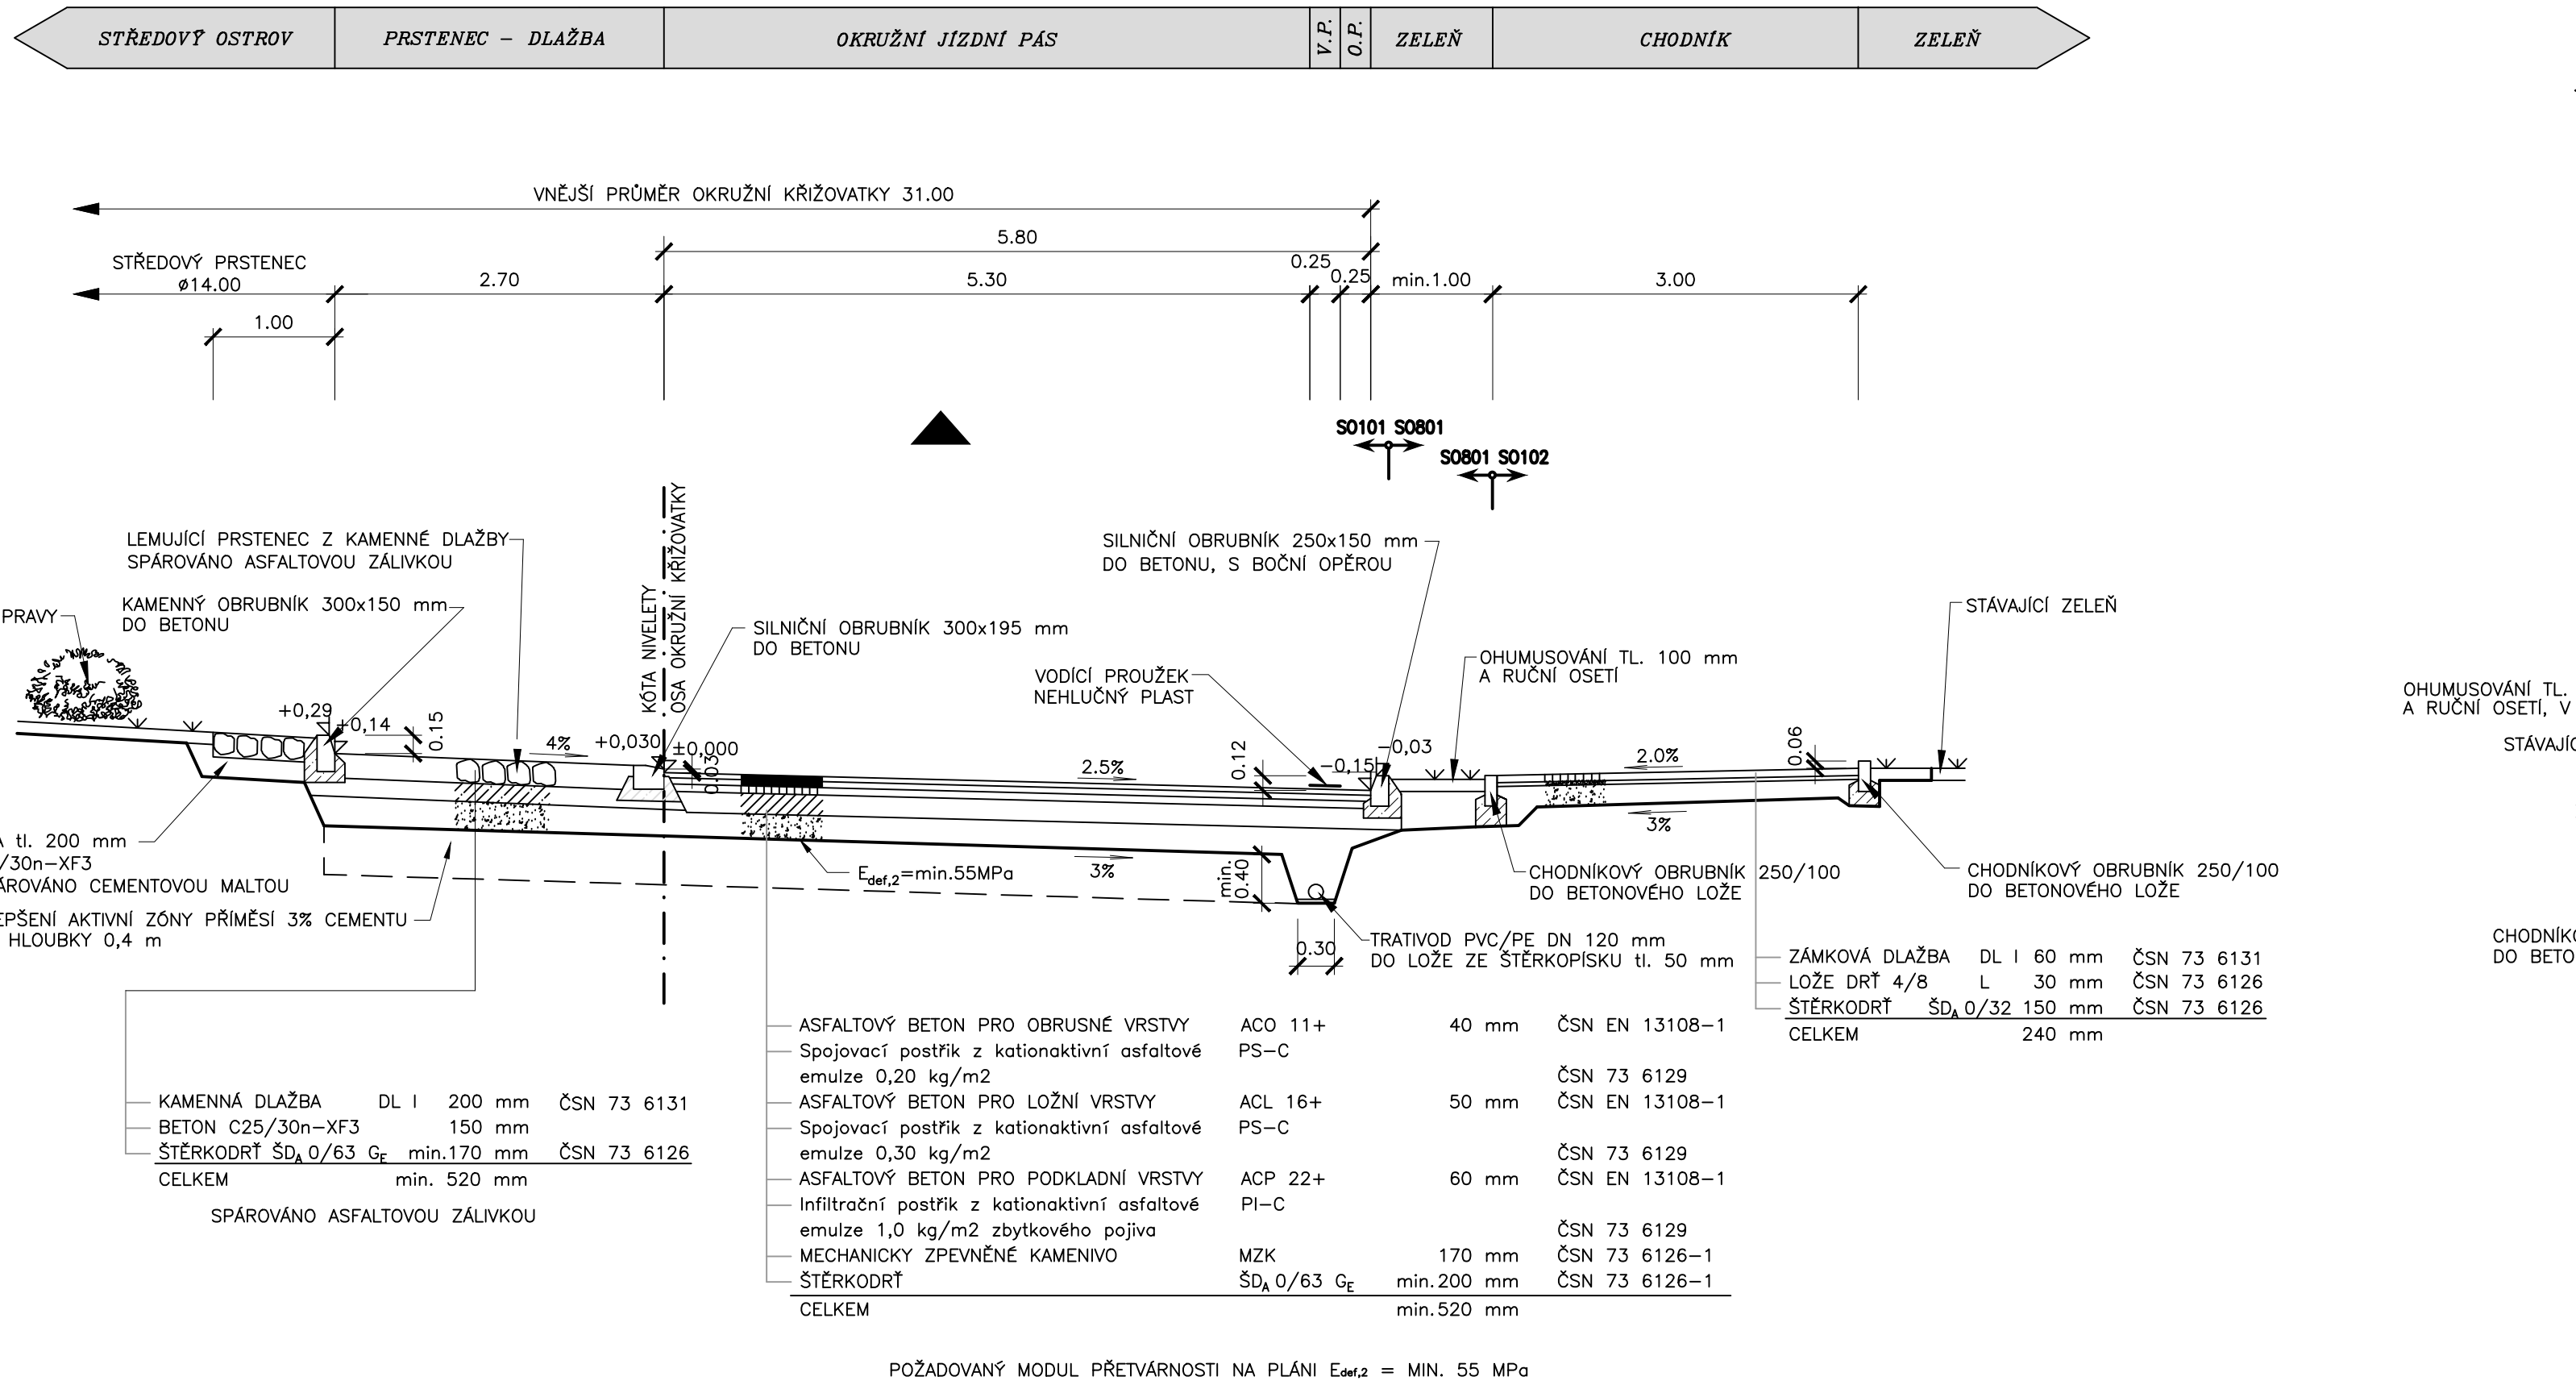 STŘEDOVÝ OSTROV
PRSTENEC - DLAŽBA
OKRUŽNÍ JÍZDNÍ PÁS
V.P.
O.P.
ZELEŇ
CHODNÍK
ZELEŇ
VNĚJŠÍ PRŮMĚR OKRUŽNÍ KŘIŽOVATKY 31.00
5.80
STŘEDOVÝ PRSTENEC
ø14.00
2.70
5.30
0.25
0.25
min.1.00
3.00
1.00
SO101 SO801
SO801 SO102
LEMUJÍCÍ PRSTENEC Z KAMENNÉ DLAŽBY
SPÁROVÁNO ASFALTOVOU ZÁLIVKOU
KAMENNÝ OBRUBNÍK 300x150 mm
DO BETONU
PRAVY
KÓTA NIVELETY
OSA OKRUŽNÍ KŘIŽOVATKY
SILNIČNÍ OBRUBNÍK 300x195 mm
DO BETONU
SILNIČNÍ OBRUBNÍK 250x150 mm
DO BETONU, S BOČNÍ OPĚROU
VODÍCÍ PROUŽEK
NEHLUČNÝ PLAST
OHUMUSOVÁNÍ TL. 100 mm
A RUČNÍ OSETÍ
STÁVAJÍCÍ ZELEŇ
OHUMUSOVÁNÍ TL.
A RUČNÍ OSETÍ, V
STÁVAJÍC
+0,29
+0,14
0.15
4%
+0,030
±0,000
0.03
2.5%
0.12
-0,03
-0,15
2.0%
0.06
3%
A tl. 200 mm
/30n-XF3
ÁROVÁNO CEMENTOVOU MALTOU
EPŠENÍ AKTIVNÍ ZÓNY PŘÍMĚSÍ 3% CEMENTU
HLOUBKY 0,4 m
Edef,2=min.55MPa
3%
min.
0.40
0.30
TRATIVOD PVC/PE DN 120 mm
DO LOŽE ZE ŠTĚRKOPÍSKU tl. 50 mm
CHODNÍKOVÝ OBRUBNÍK 250/100
DO BETONOVÉHO LOŽE
CHODNÍKOVÝ OBRUBNÍK 250/100
DO BETONOVÉHO LOŽE
CHODNÍKO
DO BETO
ZÁMKOVÁ DLAŽBA DL I 60 mm ČSN 73 6131
LOŽE DRŤ 4/8 L 30 mm ČSN 73 6126
ŠTĚRKODRŤ ŠDA 0/32 150 mm ČSN 73 6126
CELKEM 240 mm
ASFALTOVÝ BETON PRO OBRUSNÉ VRSTVY ACO 11+ 40 mm ČSN EN 13108-1
Spojovací postřik z kationaktivní asfaltové PS-C
emulze 0,20 kg/m2 ČSN 73 6129
ASFALTOVÝ BETON PRO LOŽNÍ VRSTVY ACL 16+ 50 mm ČSN EN 13108-1
Spojovací postřik z kationaktivní asfaltové PS-C
emulze 0,30 kg/m2 ČSN 73 6129
ASFALTOVÝ BETON PRO PODKLADNÍ VRSTVY ACP 22+ 60 mm ČSN EN 13108-1
Infiltrační postřik z kationaktivní asfaltové PI-C
emulze 1,0 kg/m2 zbytkového pojiva ČSN 73 6129
MECHANICKY ZPEVNĚNÉ KAMENIVO MZK 170 mm ČSN 73 6126-1
ŠTĚRKODRŤ ŠDA 0/63 GE min.200 mm ČSN 73 6126-1
CELKEM min.520 mm
KAMENNÁ DLAŽBA DL I 200 mm ČSN 73 6131
BETON C25/30n-XF3 150 mm
ŠTĚRKODRŤ ŠDA 0/63 GE min.170 mm ČSN 73 6126
CELKEM min. 520 mm
SPÁROVÁNO ASFALTOVOU ZÁLIVKOU
POŽADOVANÝ MODUL PŘETVÁRNOSTI NA PLÁNI Edef,2 = MIN. 55 MPa